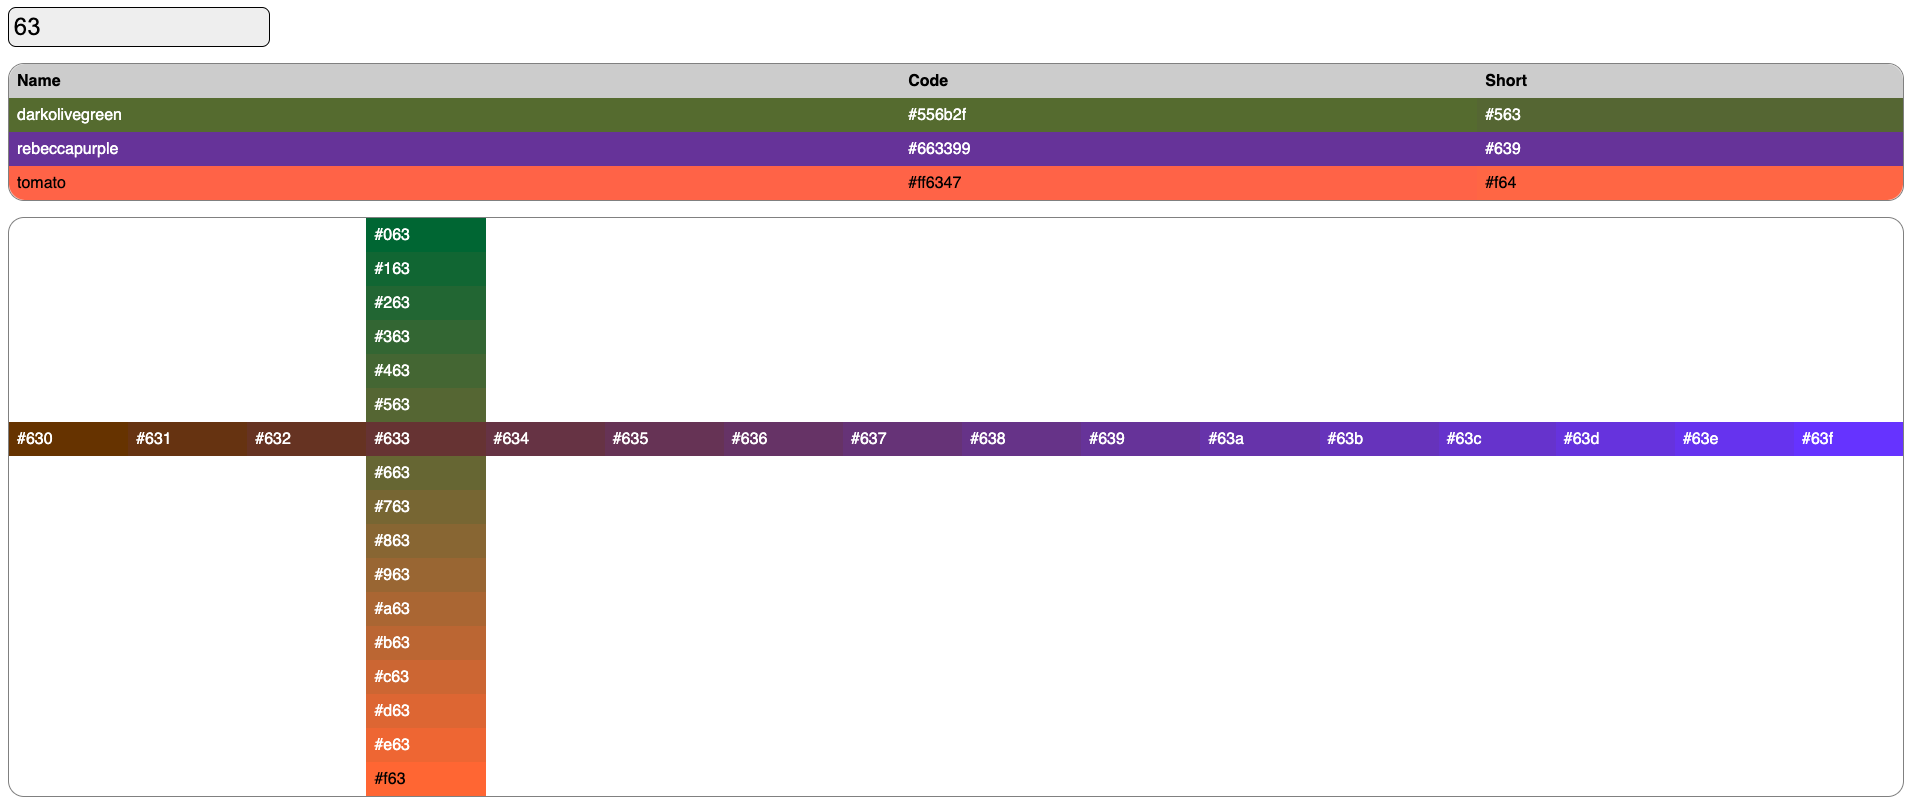 63
Name Code Short
darkolivegreen #556b2f #563
rebeccapurple #663399 #639
tomato #ff6347 #f64
#063
#163
#263
#363
#463
#563
#630 #631 #632 #633 #634 #635 #636 #637 #638 #639 #63a #63b #63c #63d #63e #63f
#663
#763
#863
#963
#a63
#b63
#c63
#d63
#e63
#f63